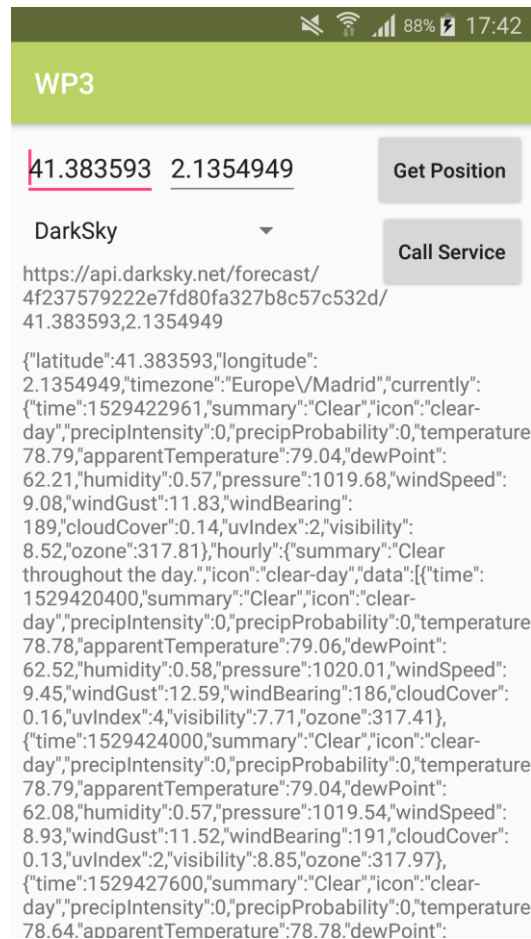 88% 17:42
WP3
41.383593 2.1354949 Get Position
DarkSky
Call Service
https://api.darksky.net/forecast/
4f237579222e7fd80fa327b8c57c532d/
41.383593,2.1354949
{"latitude":41.383593,"longitude":
2.1354949,"timezone":"Europe\/Madrid","currently":
{"time":1529422961,"summary":"Clear","icon":"clear-
day","precipIntensity":0,"precipProbability":0,"temperature
78.79,"apparentTemperature":79.04,"dewPoint":
62.21,"humidity":0.57,"pressure":1019.68,"windSpeed":
9.08,"windGust":11.83,"windBearing":
189,"cloudCover":0.14,"uvIndex":2,"visibility":
8.52,"ozone":317.81},"hourly":{"summary":"Clear
throughout the day.","icon":"clear-day","data":[{"time":
1529420400,"summary":"Clear","icon":"clear-
day","precipIntensity":0,"precipProbability":0,"temperature
78.78,"apparentTemperature":79.06,"dewPoint":
62.52,"humidity":0.58,"pressure":1020.01,"windSpeed":
9.45,"windGust":12.59,"windBearing":186,"cloudCover":
0.16,"uvIndex":4,"visibility":7.71,"ozone":317.41},
{"time":1529424000,"summary":"Clear","icon":"clear-
day","precipIntensity":0,"precipProbability":0,"temperature
78.79,"apparentTemperature":79.04,"dewPoint":
62.08,"humidity":0.57,"pressure":1019.54,"windSpeed":
8.93,"windGust":11.52,"windBearing":191,"cloudCover":
0.13,"uvIndex":2,"visibility":8.85,"ozone":317.97},
{"time":1529427600,"summary":"Clear","icon":"clear-
day","precipIntensity":0,"precipProbability":0,"temperature
78.64,"apparentTemperature":78.78,"dewPoint":